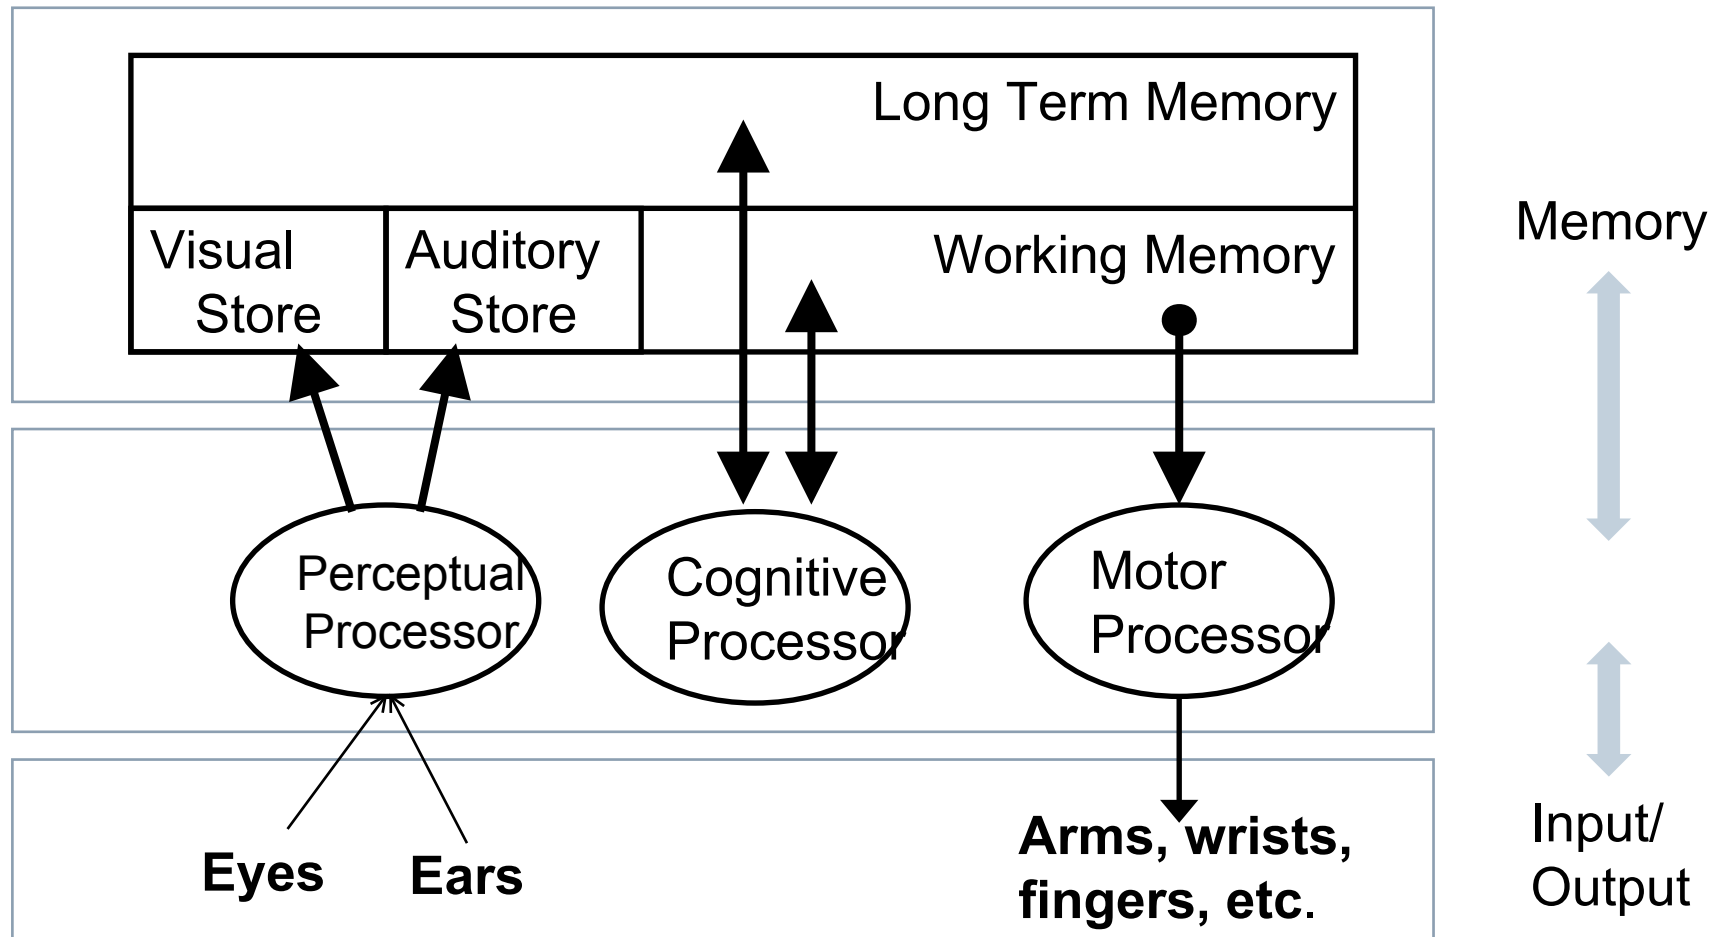 Long Term Memory
Visual
Store
Auditory
Store
Working Memory
Memory
Perceptual
Processor
Cognitive
Processor
Motor
Processor
Eyes
Ears
Arms, wrists,
fingers, etc.
Input/
Output